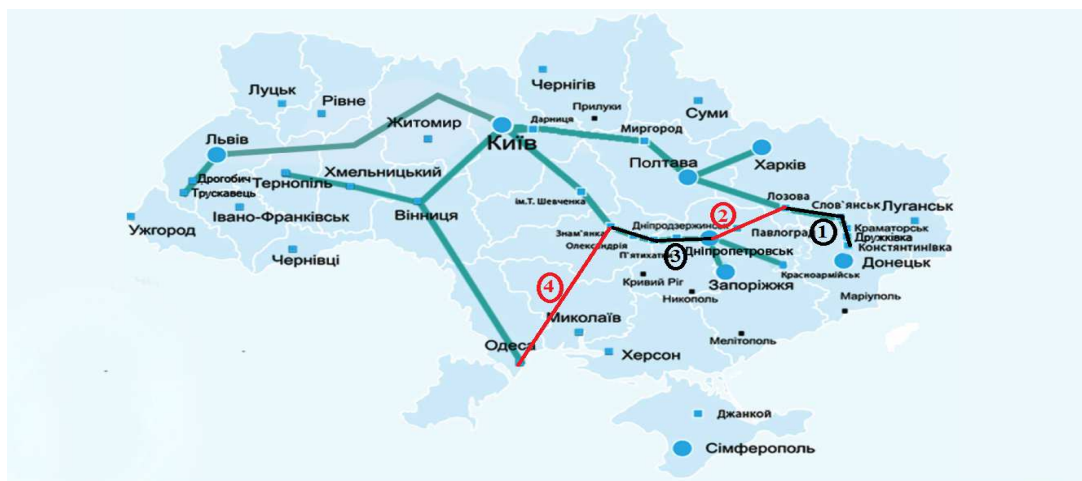 Чернігів
Луцьк
Рівне
Прилуки
Суми
Житомир
Київ
Дарниця
Миргород
Львів
Полтава
Харків
Дрогобич
Трускавець
Тернопіль
Хмельницький
Лозова
Слов`янськ
Луганськ
ім.Т. Шевченка
Івано-Франківськ
Вінниця
2
Ужгород
Знам'янка
Дніпродзержинськ
Павлоград
1
Краматорськ
Дружківка
Олександрія
Констянтинівка
П'ятихатки
3
Дніпропетровськ
Чернівці
Донецьк
Красноармійськ
4
Кривий Ріг
Запоріжжя
Нікополь
Маріуполь
Миколаїв
Мелітополь
Одеса
Херсон
Джанкой
Сімферополь